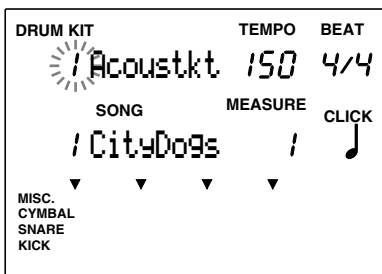 DRUM KIT TEMPO BEAT
1 Acoustkt 150 4/4
SONG MEASURE CLICK
1 CityDogs 1
MISC.
CYMBAL
SNARE
KICK